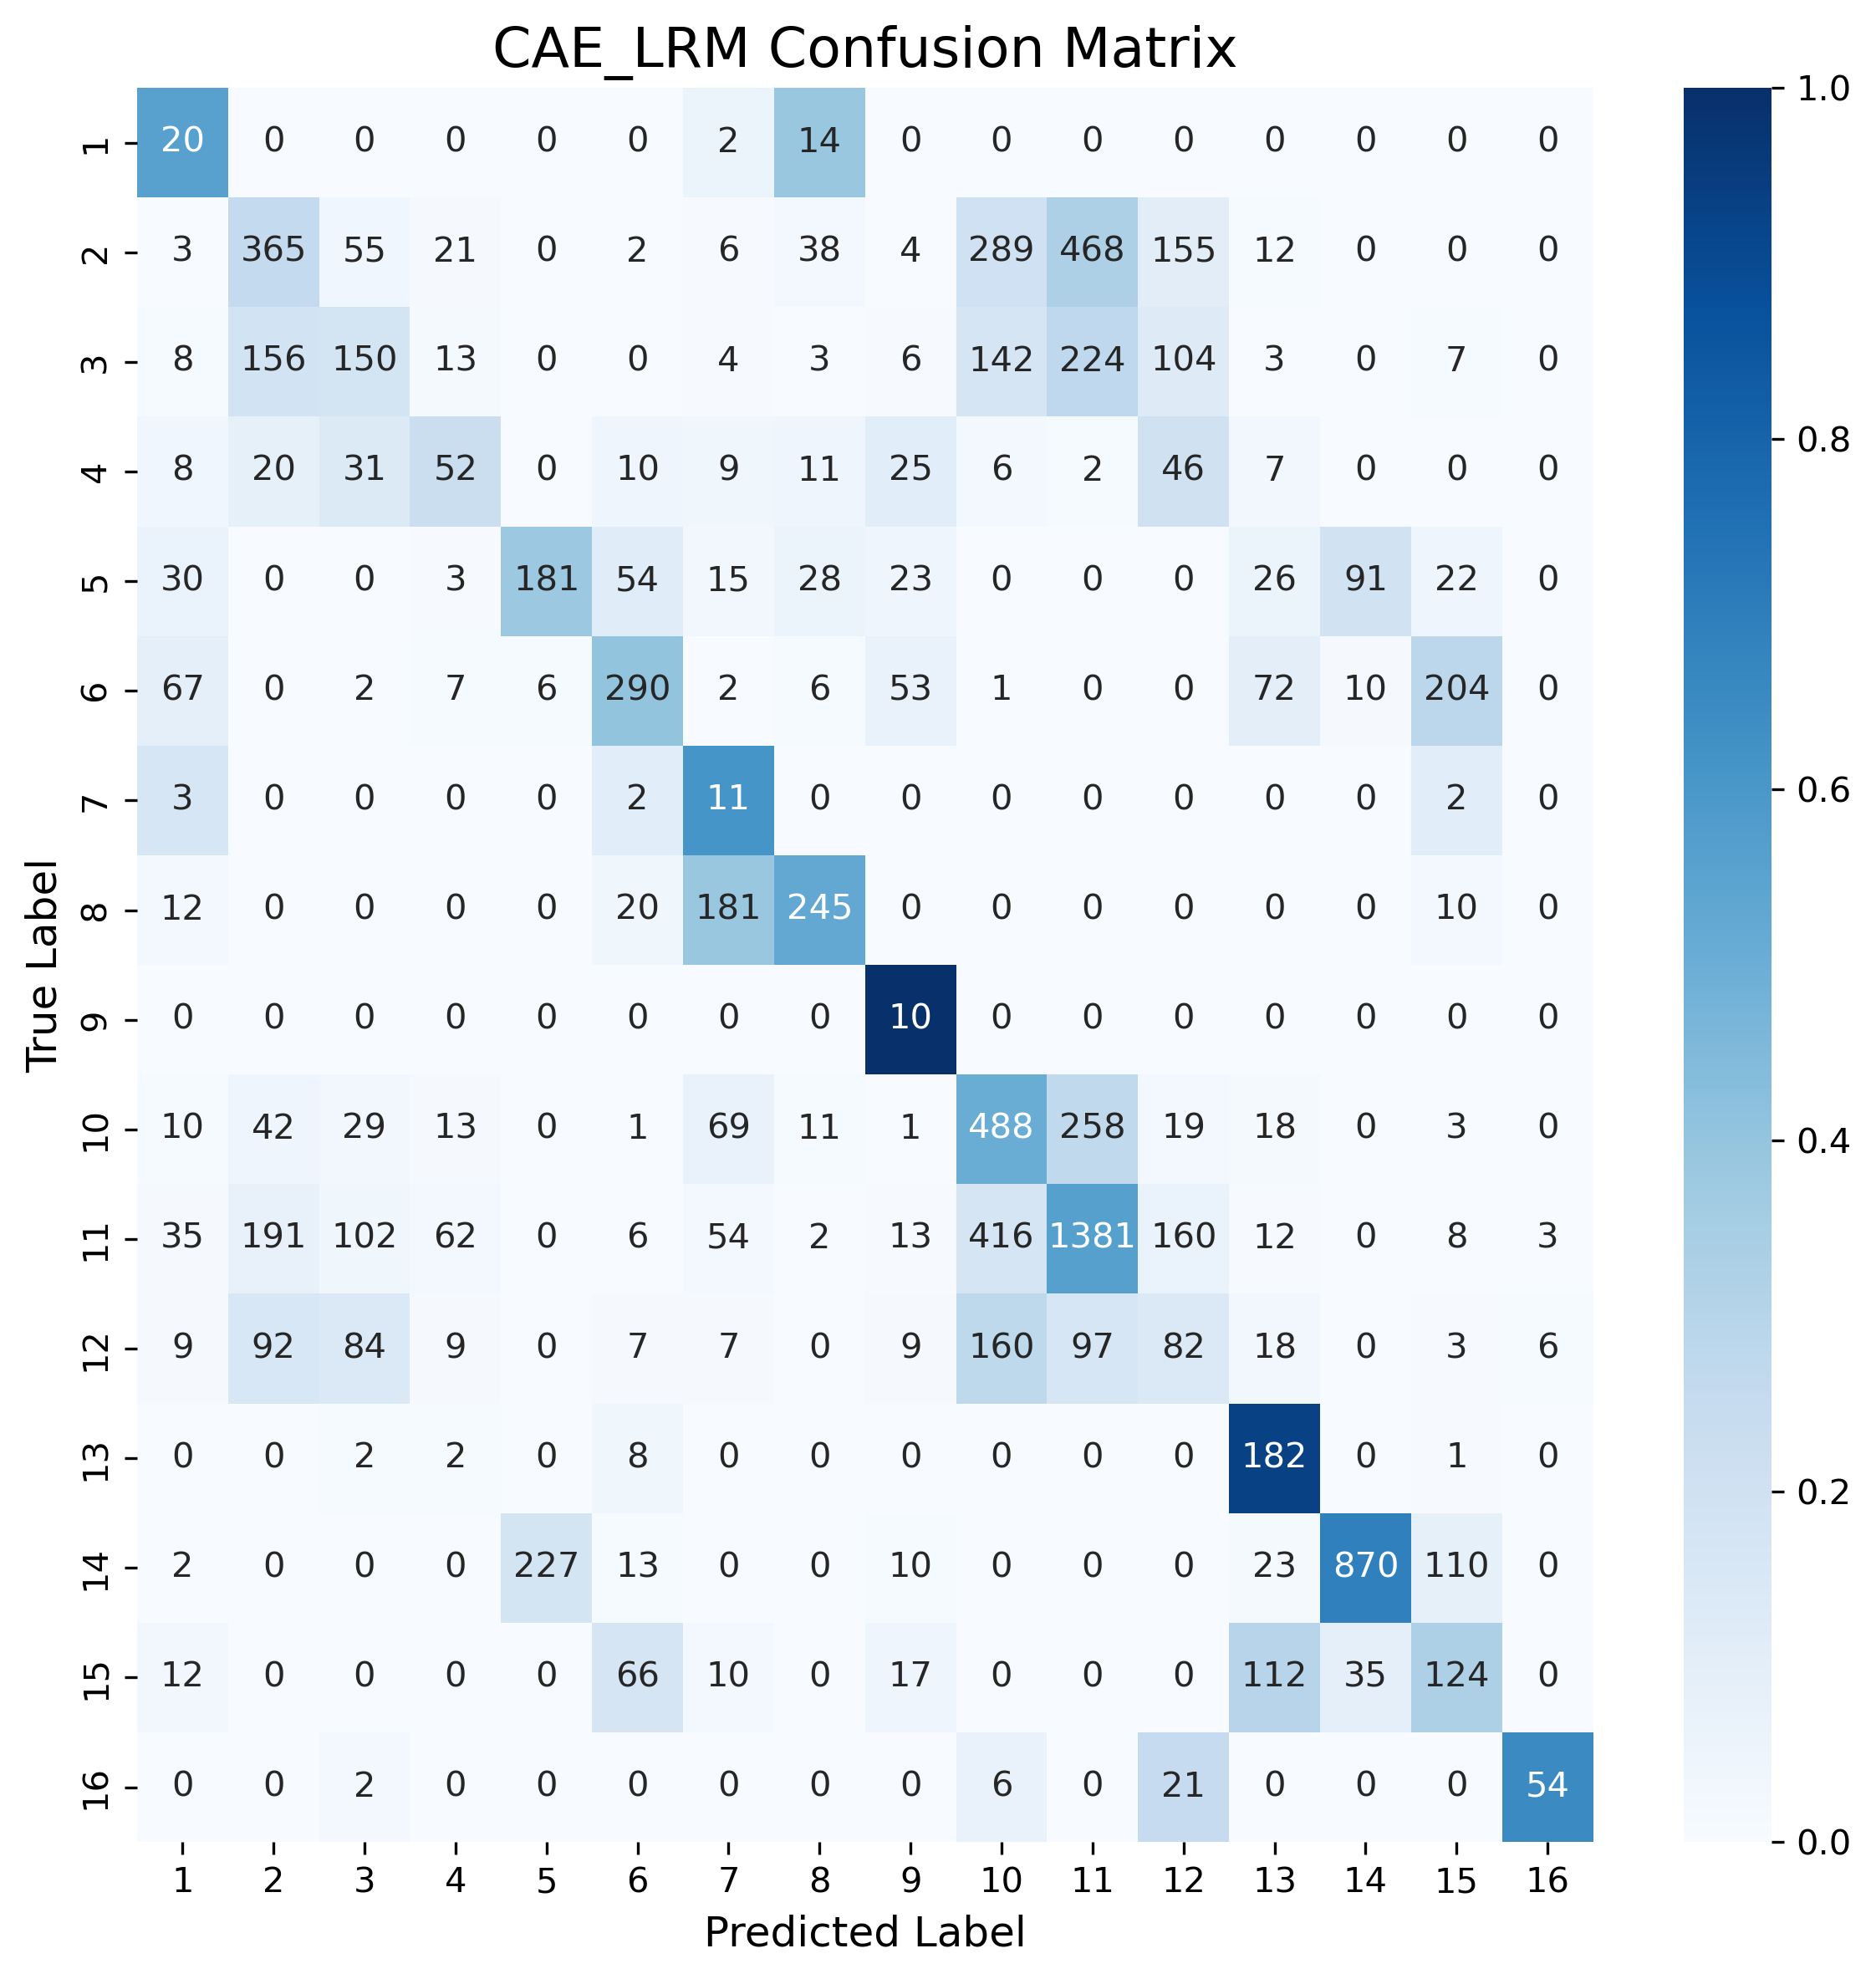 CAE_LRM Confusion Matrix
1 20 0 0 0 0 0 2 14 0 0 0 0 0 0 0 0
2 3 365 55 21 0 2 6 38 4 289 468 155 12 0 0 0
3 8 156 150 13 0 0 4 3 6 142 224 104 3 0 7 0
4 8 20 31 52 0 10 9 11 25 6 2 46 7 0 0 0
5 30 0 0 3 181 54 15 28 23 0 0 0 26 91 22 0
6 67 0 2 7 6 290 2 6 53 1 0 0 72 10 204 0
7 3 0 0 0 0 2 11 0 0 0 0 0 0 0 2 0
8 12 0 0 0 0 20 181 245 0 0 0 0 0 0 10 0
9 0 0 0 0 0 0 0 0 10 0 0 0 0 0 0 0
10 10 42 29 13 0 1 69 11 1 488 258 19 18 0 3 0
11 35 191 102 62 0 6 54 2 13 416 1381 160 12 0 8 3
12 9 92 84 9 0 7 7 0 9 160 97 82 18 0 3 6
13 0 0 2 2 0 8 0 0 0 0 0 0 182 0 1 0
14 2 0 0 0 227 13 0 0 10 0 0 0 23 870 110 0
15 12 0 0 0 0 66 10 0 17 0 0 0 112 35 124 0
16 0 0 2 0 0 0 0 0 0 6 0 21 0 0 0 54
1 2 3 4 5 6 7 8 9 10 11 12 13 14 15 16
Predicted Label
True Label
1.0
0.8
0.6
0.4
0.2
0.0